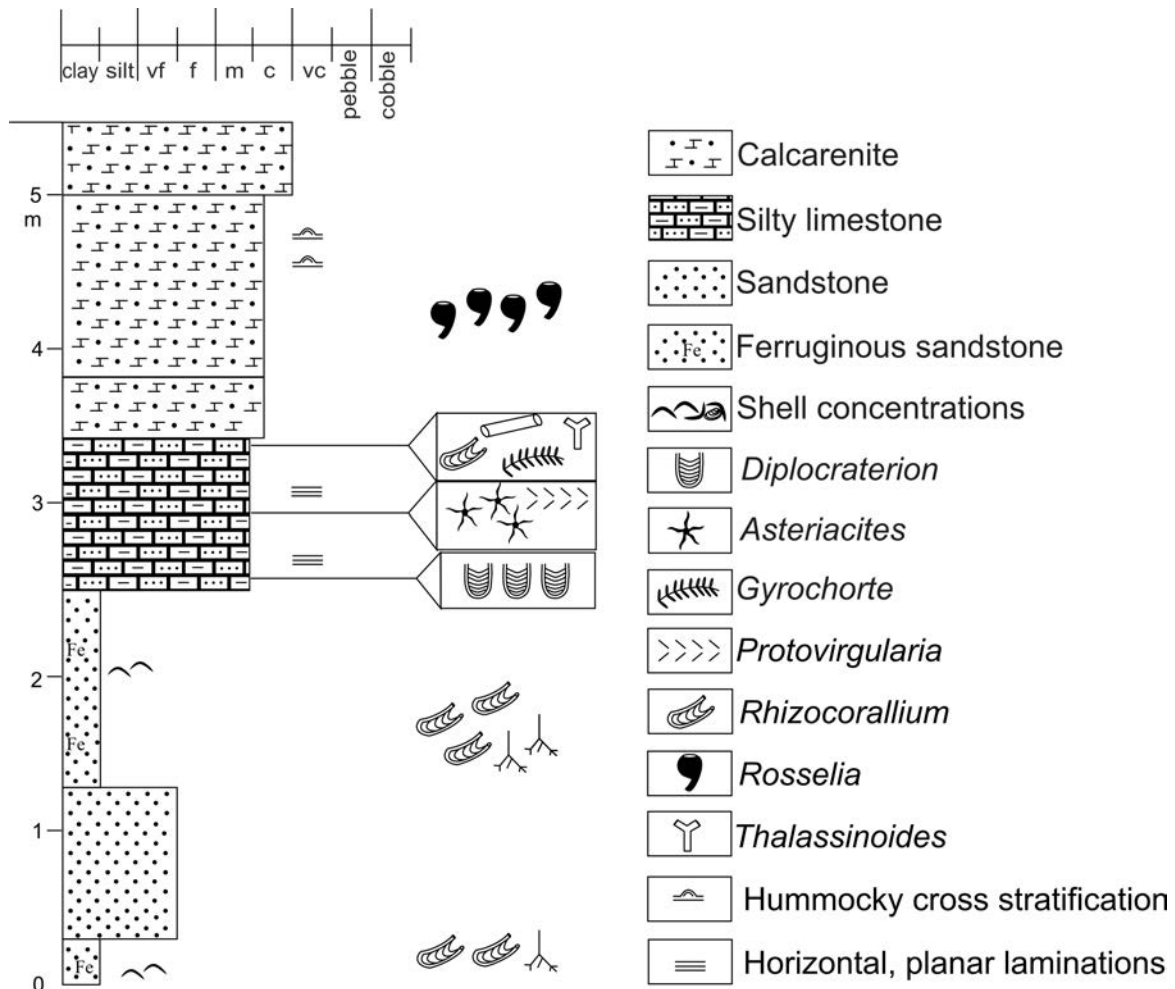 clay silt vf f m c vc pebble cobble
5
m
4
3
2
1
0
Fe
Fe
Fe
Calcarenite
Silty limestone
Sandstone
Fe Ferruginous sandstone
Shell concentrations
Diplocraterion
Asteriacites
Gyrochorte
Protovirgularia
Rhizocorallium
Rosselia
Thalassinoides
Hummocky cross stratification
Horizontal, planar laminations